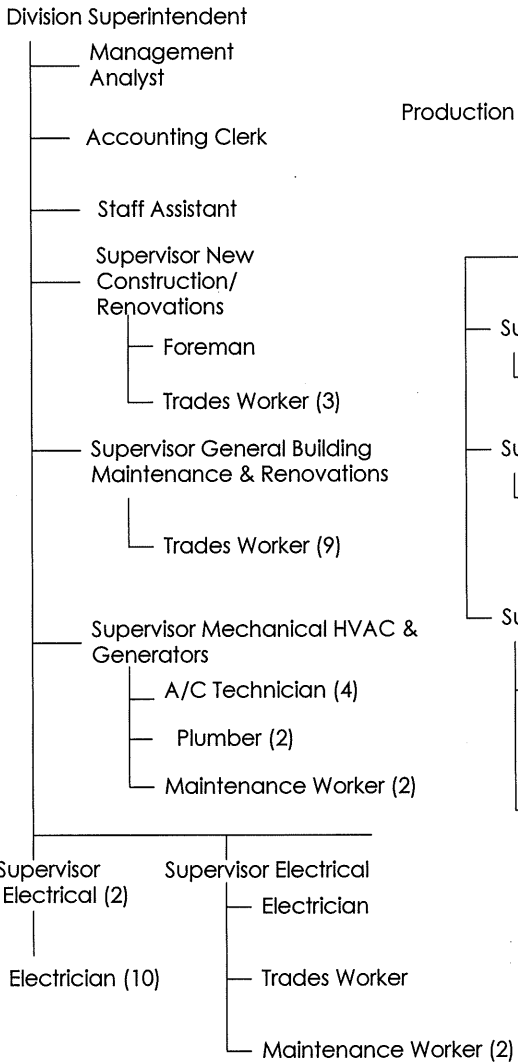 Division Superintendent
Management
Analyst
Accounting Clerk
Staff Assistant
Supervisor New
Construction/
Renovations
Foreman
Trades Worker (3)
Supervisor General Building
Maintenance & Renovations
Trades Worker (9)
Supervisor Mechanical HVAC &
Generators
A/C Technician (4)
Plumber (2)
Maintenance Worker (2)
Supervisor
Electrical (2)
Electrician (10)
Supervisor Electrical
Electrician
Trades Worker
Maintenance Worker (2)
Production